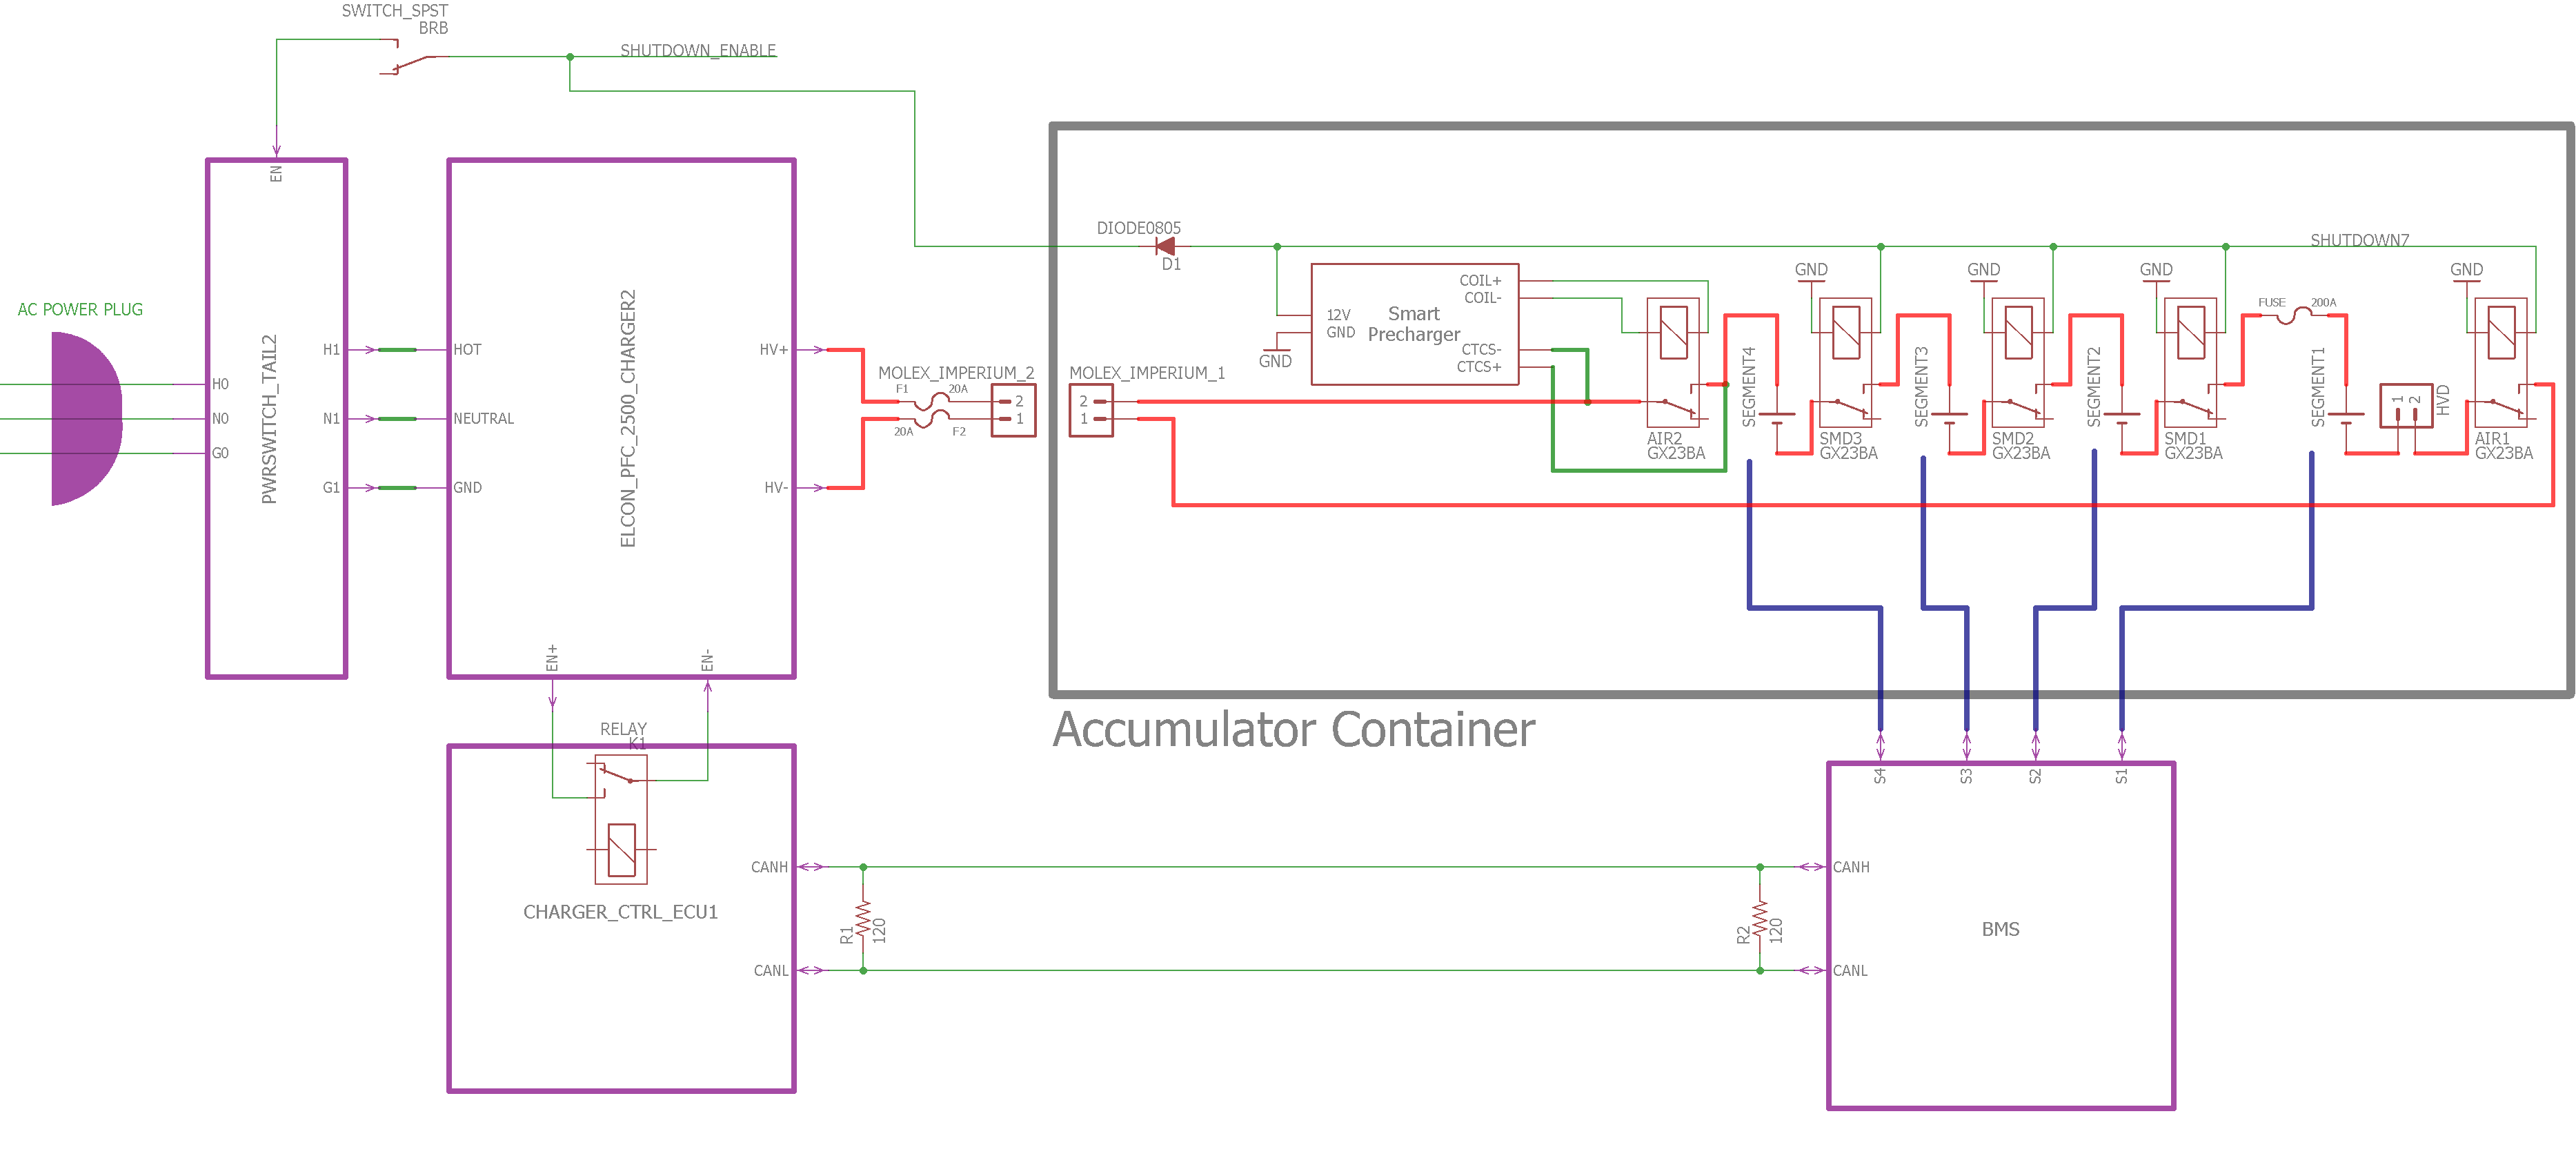 SWITCH_SPST
BRB
SHUTDOWN_ENABLE
EN
PWRSWITCH_TAIL2
H0
N0
G0
H1
N1
G1
AC POWER PLUG
ELCON_PFC_2500_CHARGER2
HOT
NEUTRAL
GND
HV+
HV-
EN+
EN-
MOLEX_IMPERIUM_2
F1
20A
20A
F2
2
1
MOLEX_IMPERIUM_1
2
1
DIODE0805
D1
SHUTDOWN7
Smart
Precharger
12V
GND
COIL+
COIL-
CTCS-
CTCS+
GND
AIR2
GX23BA
SEGMENT4
GND
SMD3
GX23BA
SEGMENT3
GND
SMD2
GX23BA
SEGMENT2
GND
SMD1
GX23BA
FUSE
200A
SEGMENT1
1
2
HVD
GND
AIR1
GX23BA
Accumulator Container
RELAY
K1
CHARGER_CTRL_ECU1
CANH
CANL
R1
120
R2
120
S4
S3
S2
S1
CANH
CANL
BMS